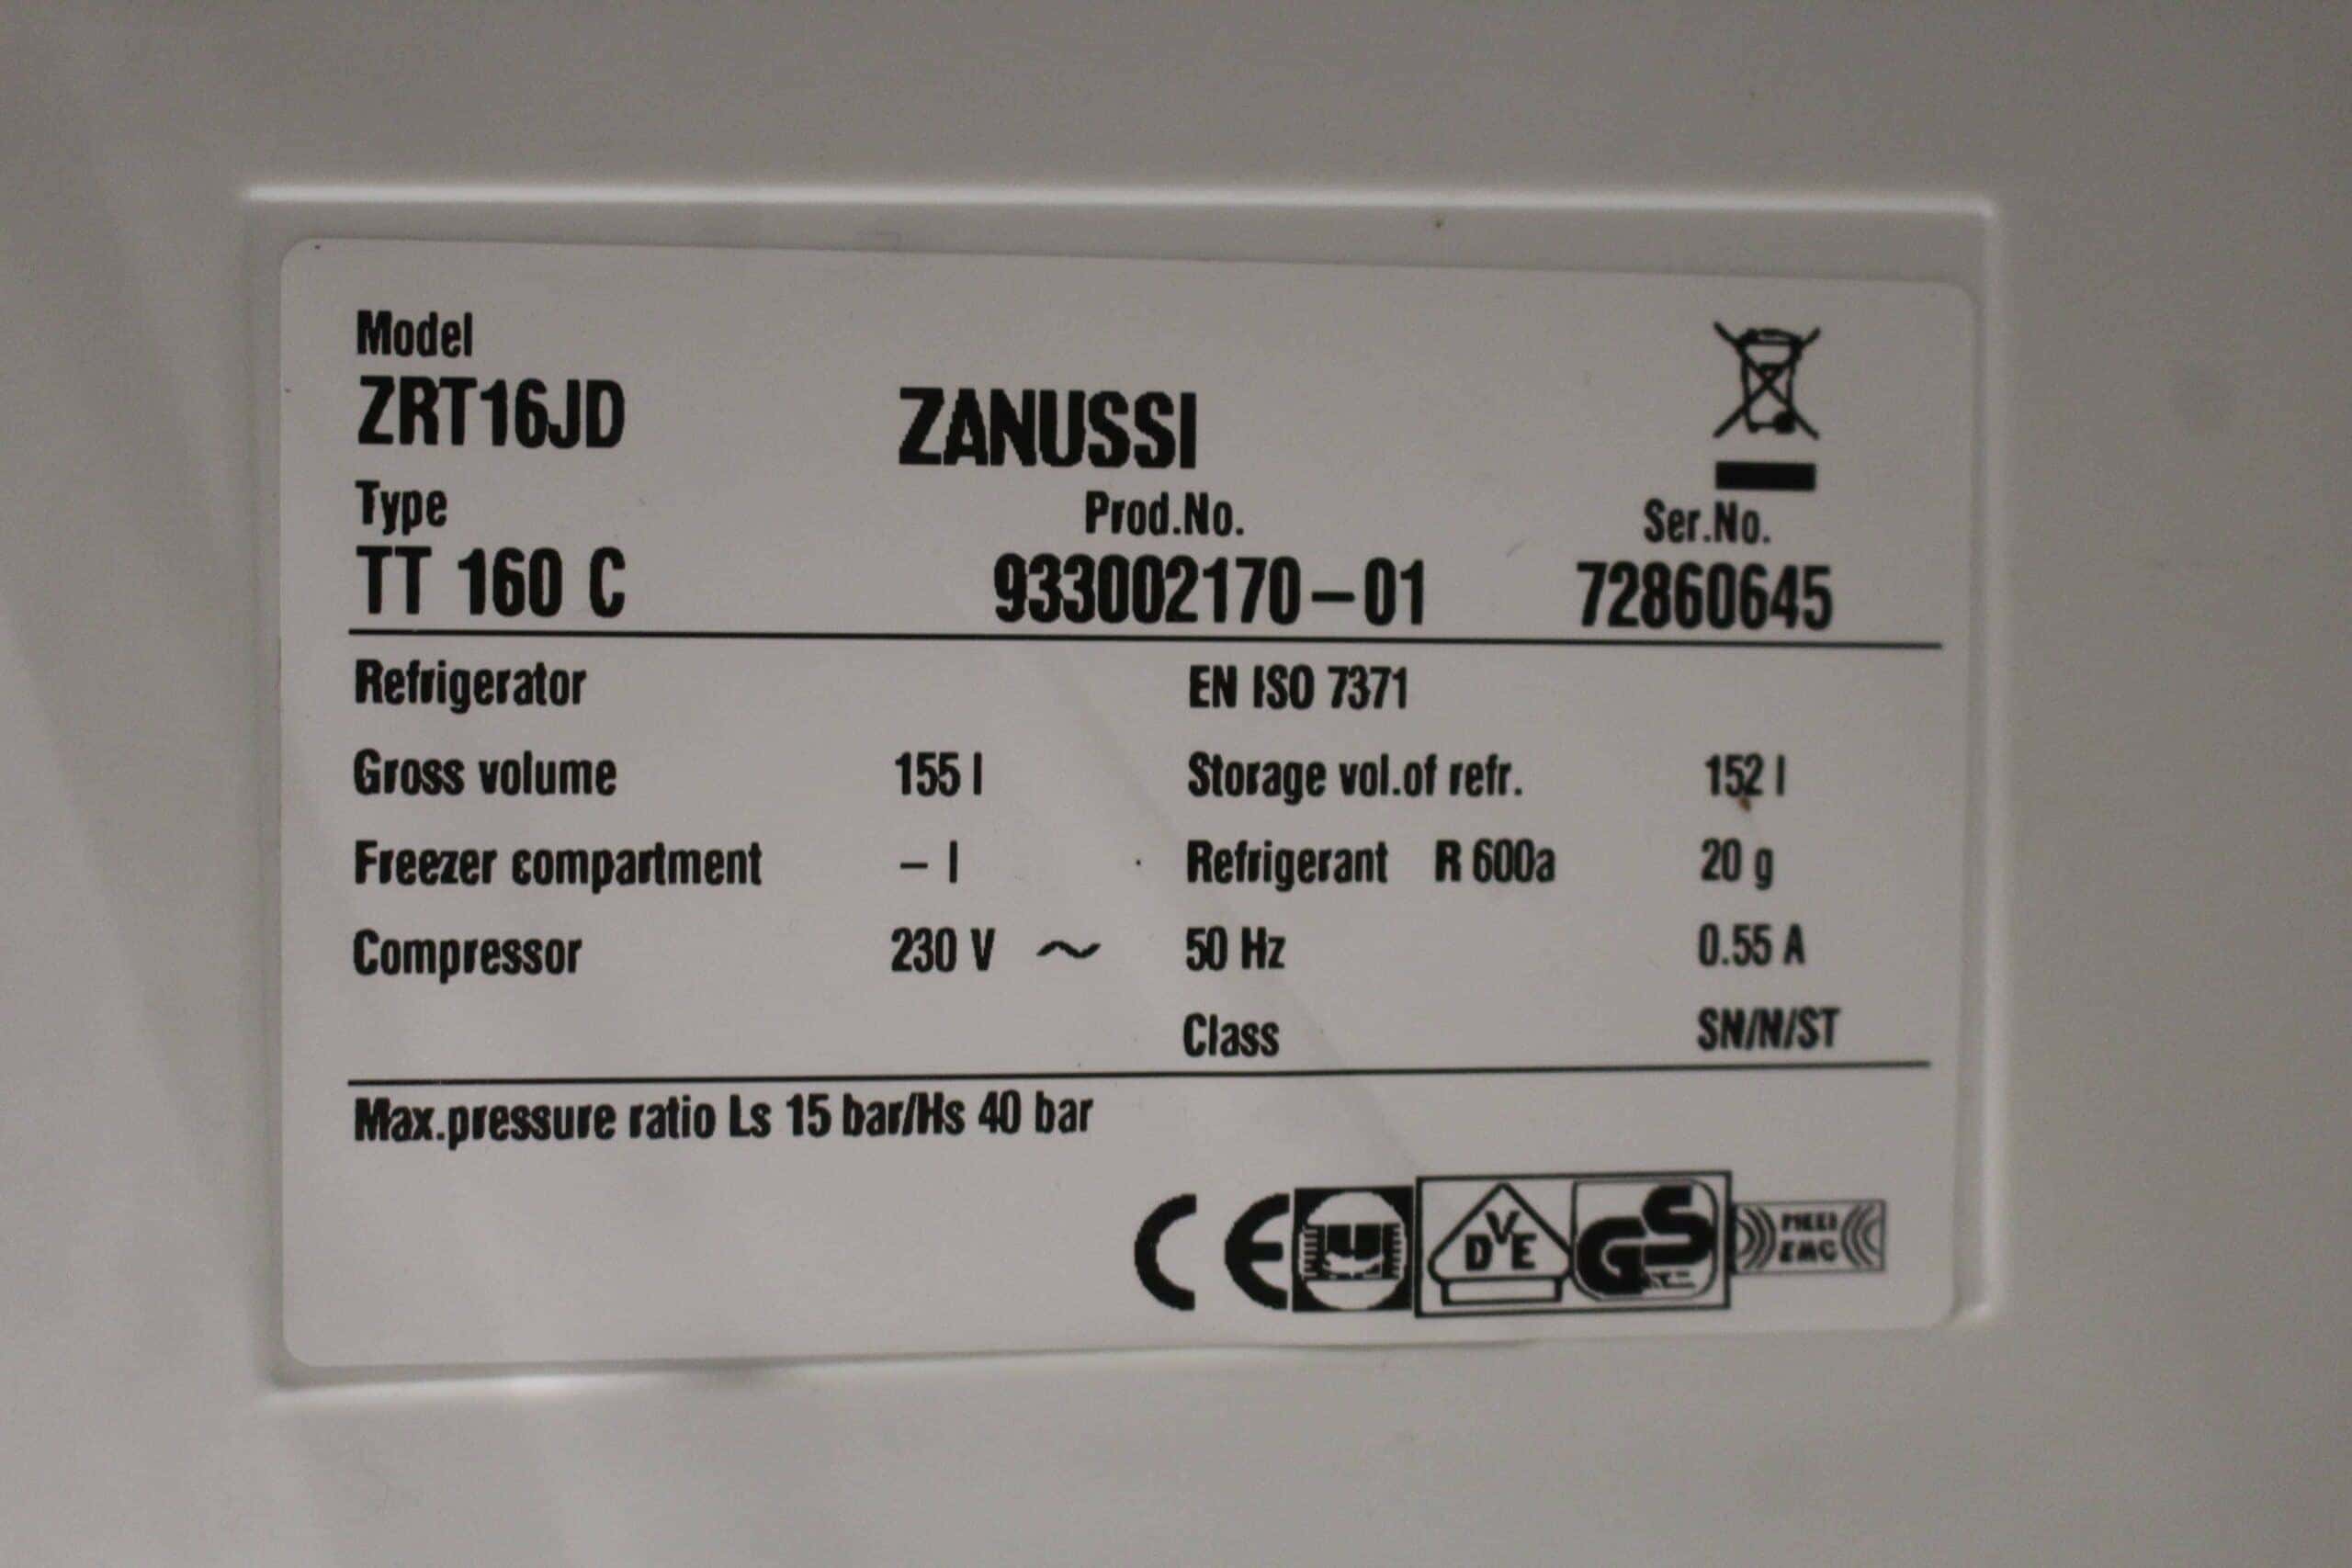 Model
ZRT16JD
ZANUSSI
Type
Prod.No.
Ser.No.
TT 160 C
933002170-01
72860645
Refrigerator
EN ISO 7371
Gross volume
155 l
Storage vol.of refr.
152 l
Freezer compartment
- l
Refrigerant R 600a
20 g
Compressor
230 V ~
50 Hz
0.55 A
Class
SN/N/ST
Max.pressure ratio Ls 15 bar/Hs 40 bar
CE
DVE
GS
EMC